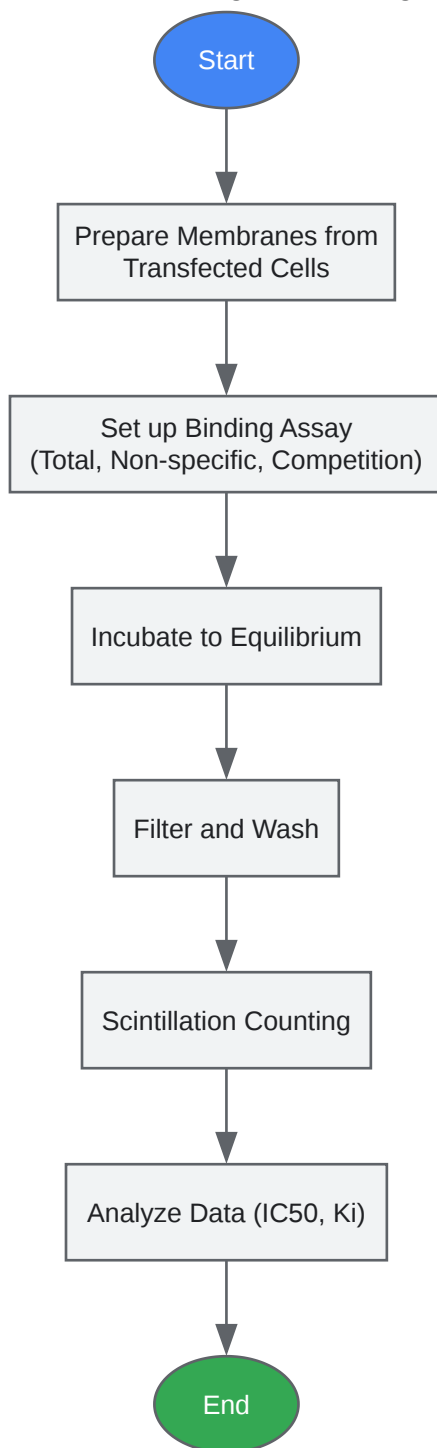 Start
Prepare Membranes from
Transfected Cells
Set up Binding Assay
(Total, Non-specific, Competition)
Incubate to Equilibrium
Filter and Wash
Scintillation Counting
Analyze Data (IC50, Ki)
End